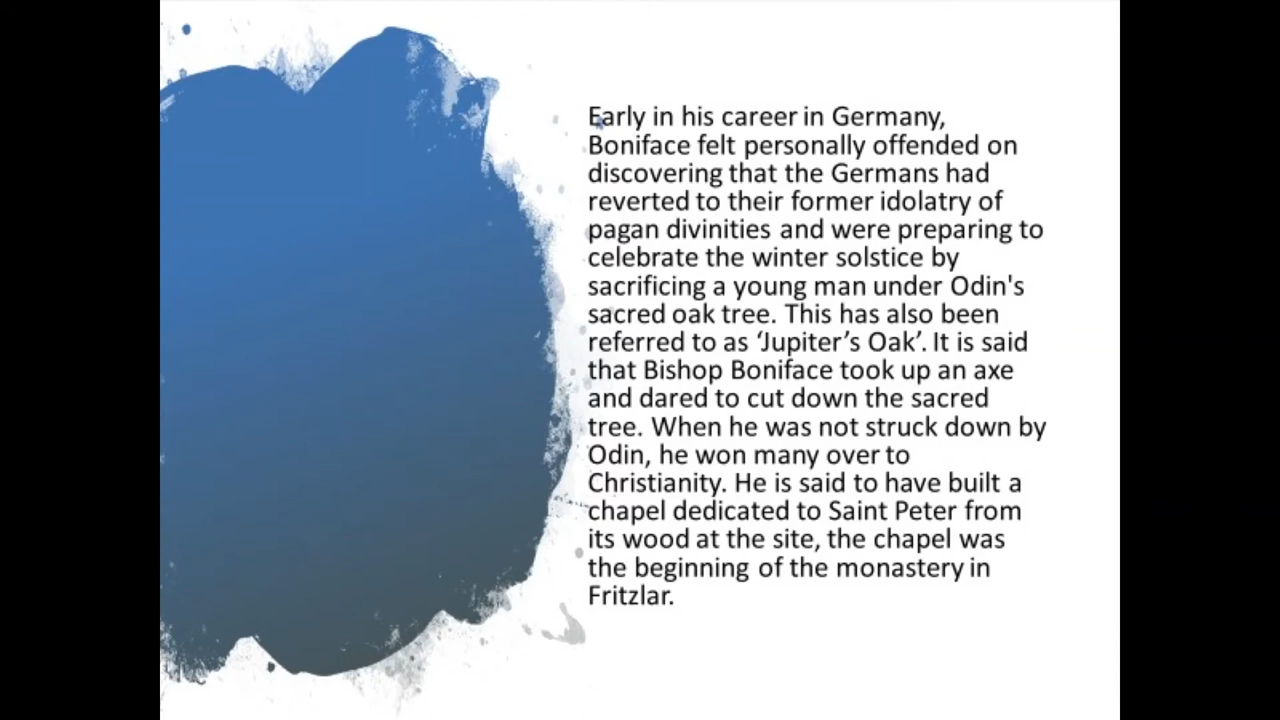 Early in his career in Germany,
Boniface felt personally offended on
discovering that the Germans had
reverted to their former idolatry of
pagan divinities and were preparing to
celebrate the winter solstice by
sacrificing a young man under Odin's
sacred oak tree. This has also been
referred to as ‘Jupiter’s Oak’. It is said
that Bishop Boniface took up an axe
and dared to cut down the sacred
tree. When he was not struck down by
Odin, he won many over to
Christianity. He is said to have built a
chapel dedicated to Saint Peter from
its wood at the site, the chapel was
the beginning of the monastery in
Fritzlar.